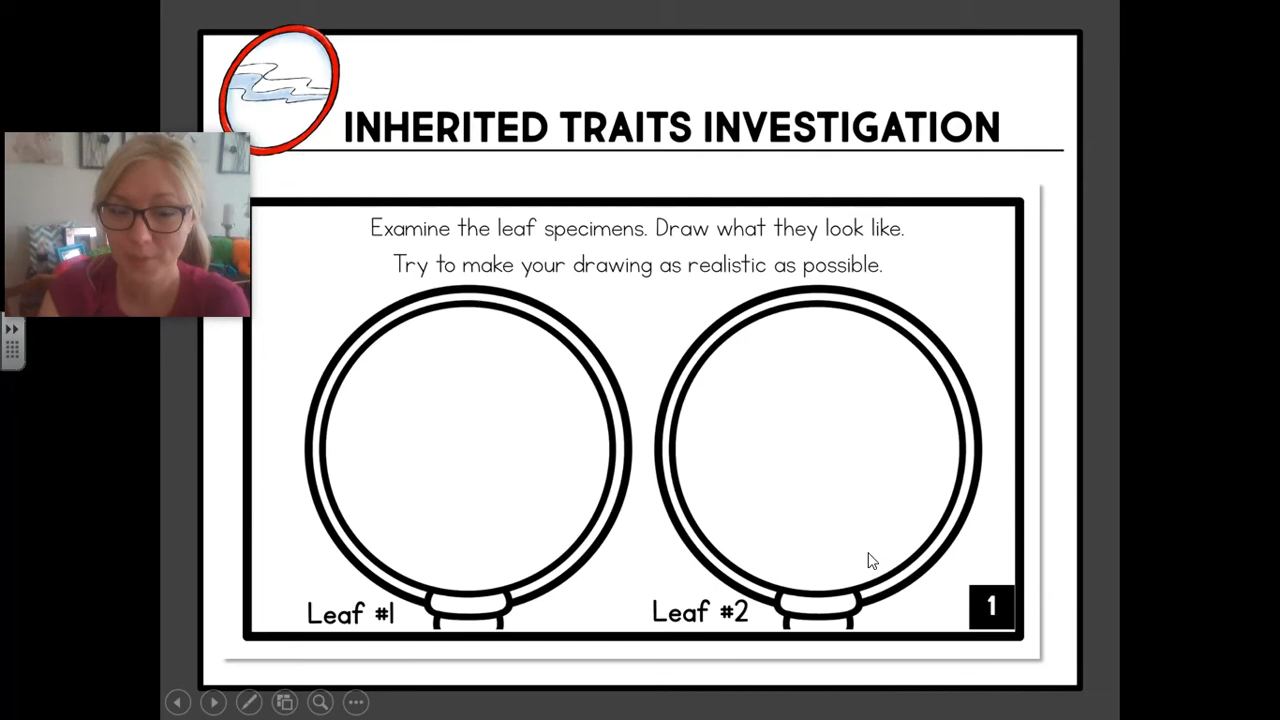 INHERITED TRAITS INVESTIGATION
Examine the leaf specimens. Draw what they look like.
Try to make your drawing as realistic as possible.
Leaf #1
Leaf #2
1